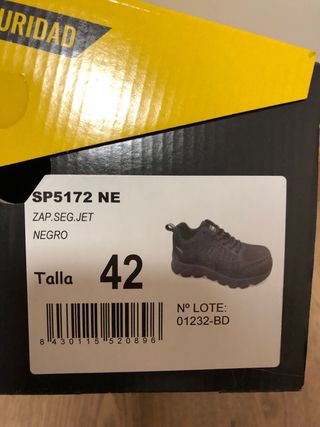 URIDAD
SP5172 NE
ZAP.SEG.JET
NEGRO
Talla 42
Nº LOTE:
01232-BD
8 430115 520896